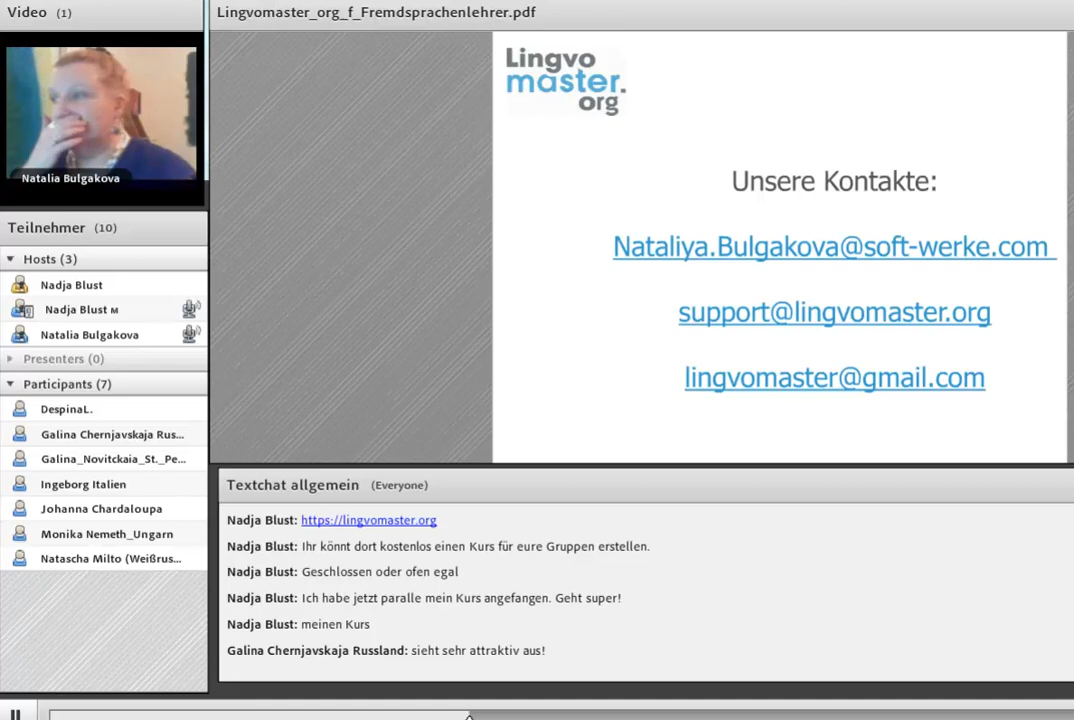 Video (1)
Natalia Bulgakova
Teilnehmer (10)
Hosts (3)
Nadja Blust
Nadja Blust м
Natalia Bulgakova
Presenters (0)
Participants (7)
DespinaL.
Galina Chernjavskaja Rus...
Galina_Novitckaia_St._Pe...
Ingeborg Italien
Johanna Chardaloupa
Monika Nemeth_Ungarn
Natascha Milto (Weißrus...
Lingvomaster_org_f_Fremdsprachenlehrer.pdf
Lingvo
master.
org
Unsere Kontakte:
Nataliya.Bulgakova@soft-werke.com
support@lingvomaster.org
lingvomaster@gmail.com
Textchat allgemein (Everyone)
Nadja Blust: https://lingvomaster.org
Nadja Blust: Ihr könnt dort kostenlos einen Kurs für eure Gruppen erstellen.
Nadja Blust: Geschlossen oder ofen egal
Nadja Blust: Ich habe jetzt paralle mein Kurs angefangen. Geht super!
Nadja Blust: meinen Kurs
Galina Chernjavskaja Russland: sieht sehr attraktiv aus!